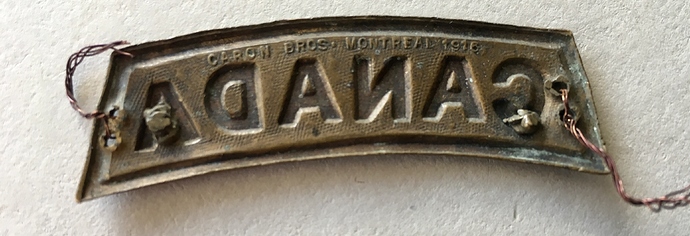 CARON BROS. MONTREAL 1916
CANADA